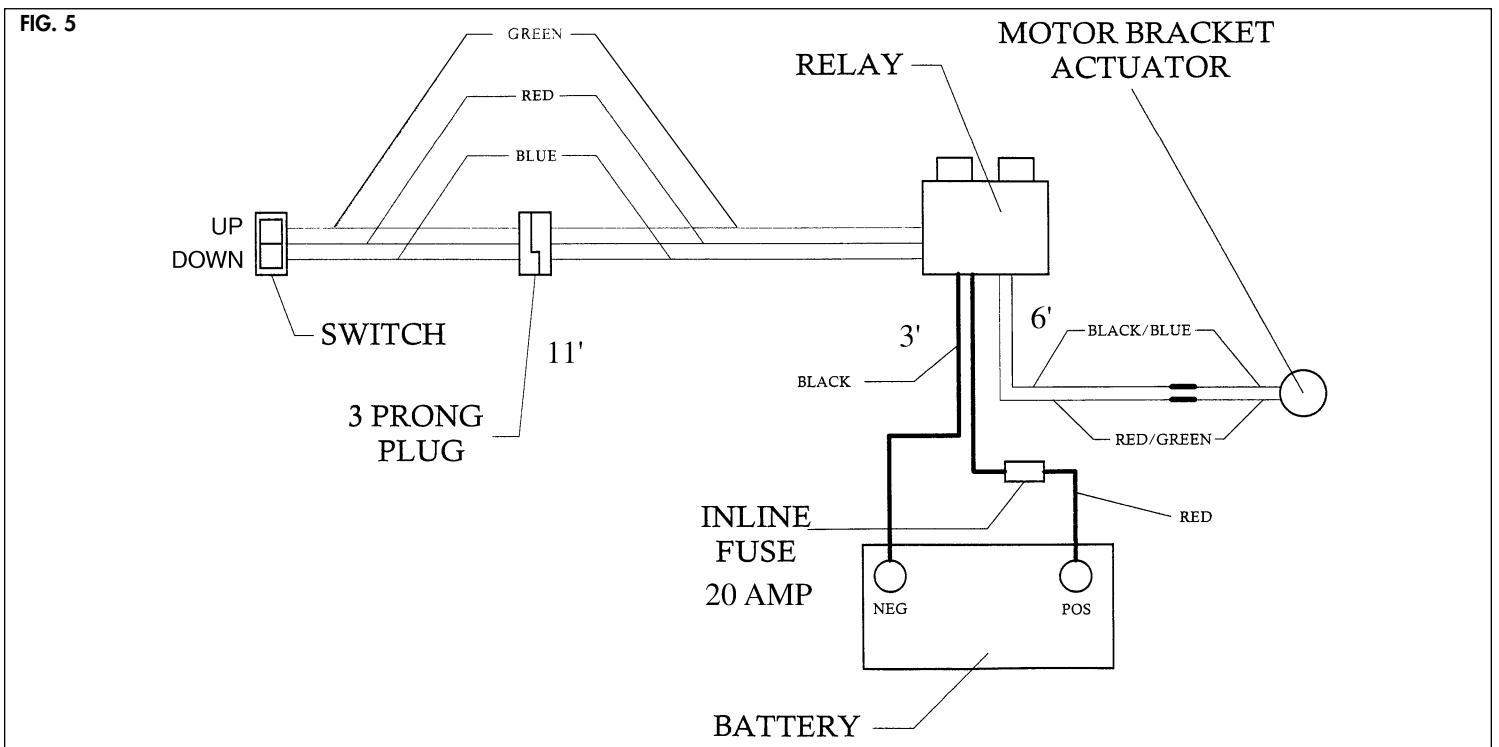 FIG. 5
GREEN
MOTOR BRACKET
ACTUATOR
RELAY
RED
BLUE
UP
DOWN
SWITCH
11'
3'
6'
BLACK/BLUE
BLACK
3 PRONG
PLUG
RED/GREEN
INLINE
FUSE
20 AMP
RED
NEG
POS
BATTERY